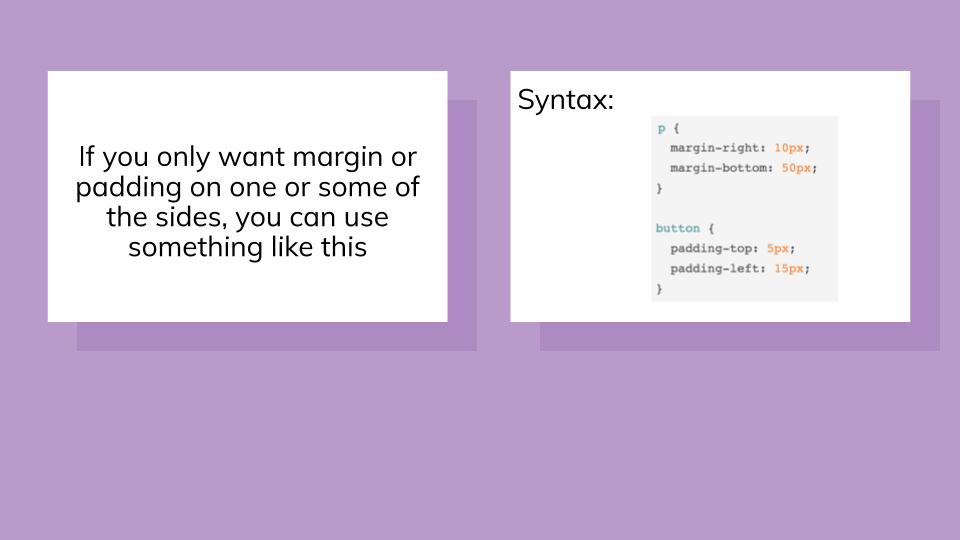 If you only want margin or
padding on one or some of
the sides, you can use
something like this
Syntax:
p {
  margin-right: 10px;
  margin-bottom: 50px;
}

button {
  padding-top: 5px;
  padding-left: 15px;
}